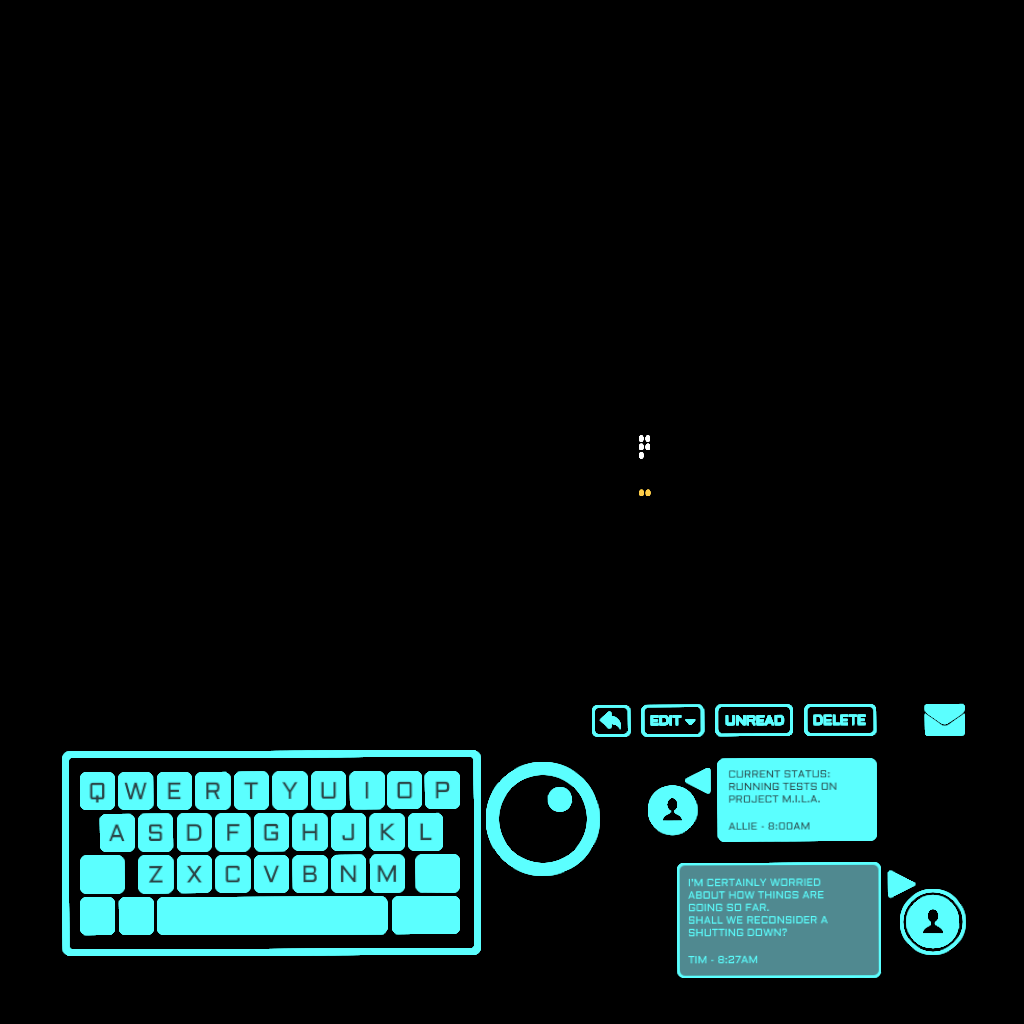 EDIT
UNREAD
DELETE
CURRENT STATUS:
RUNNING TESTS ON
PROJECT M.I.L.A.
ALLIE - 8:00AM
I'M CERTAINLY WORRIED
ABOUT HOW THINGS ARE
GOING SO FAR.
SHALL WE RECONSIDER A
SHUTTING DOWN?
TIM - 8:27AM
Q W E R T Y U I O P
A S D F G H J K L
Z X C V B N M